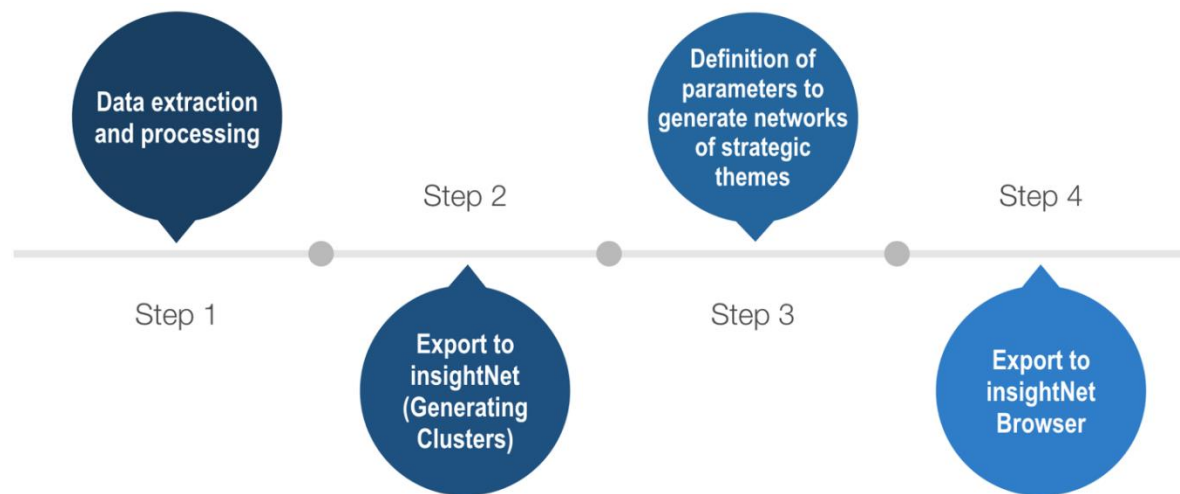 Data extraction
and processing
Step 1
Step 2
Export to
insightNet
(Generating
Clusters)
Definition of
parameters to
generate networks
of strategic
themes
Step 3
Step 4
Export to
insightNet
Browser